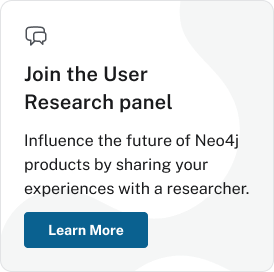 Join the User
Research panel
Influence the future of Neo4j
products by sharing your
experiences with a researcher.
Learn More